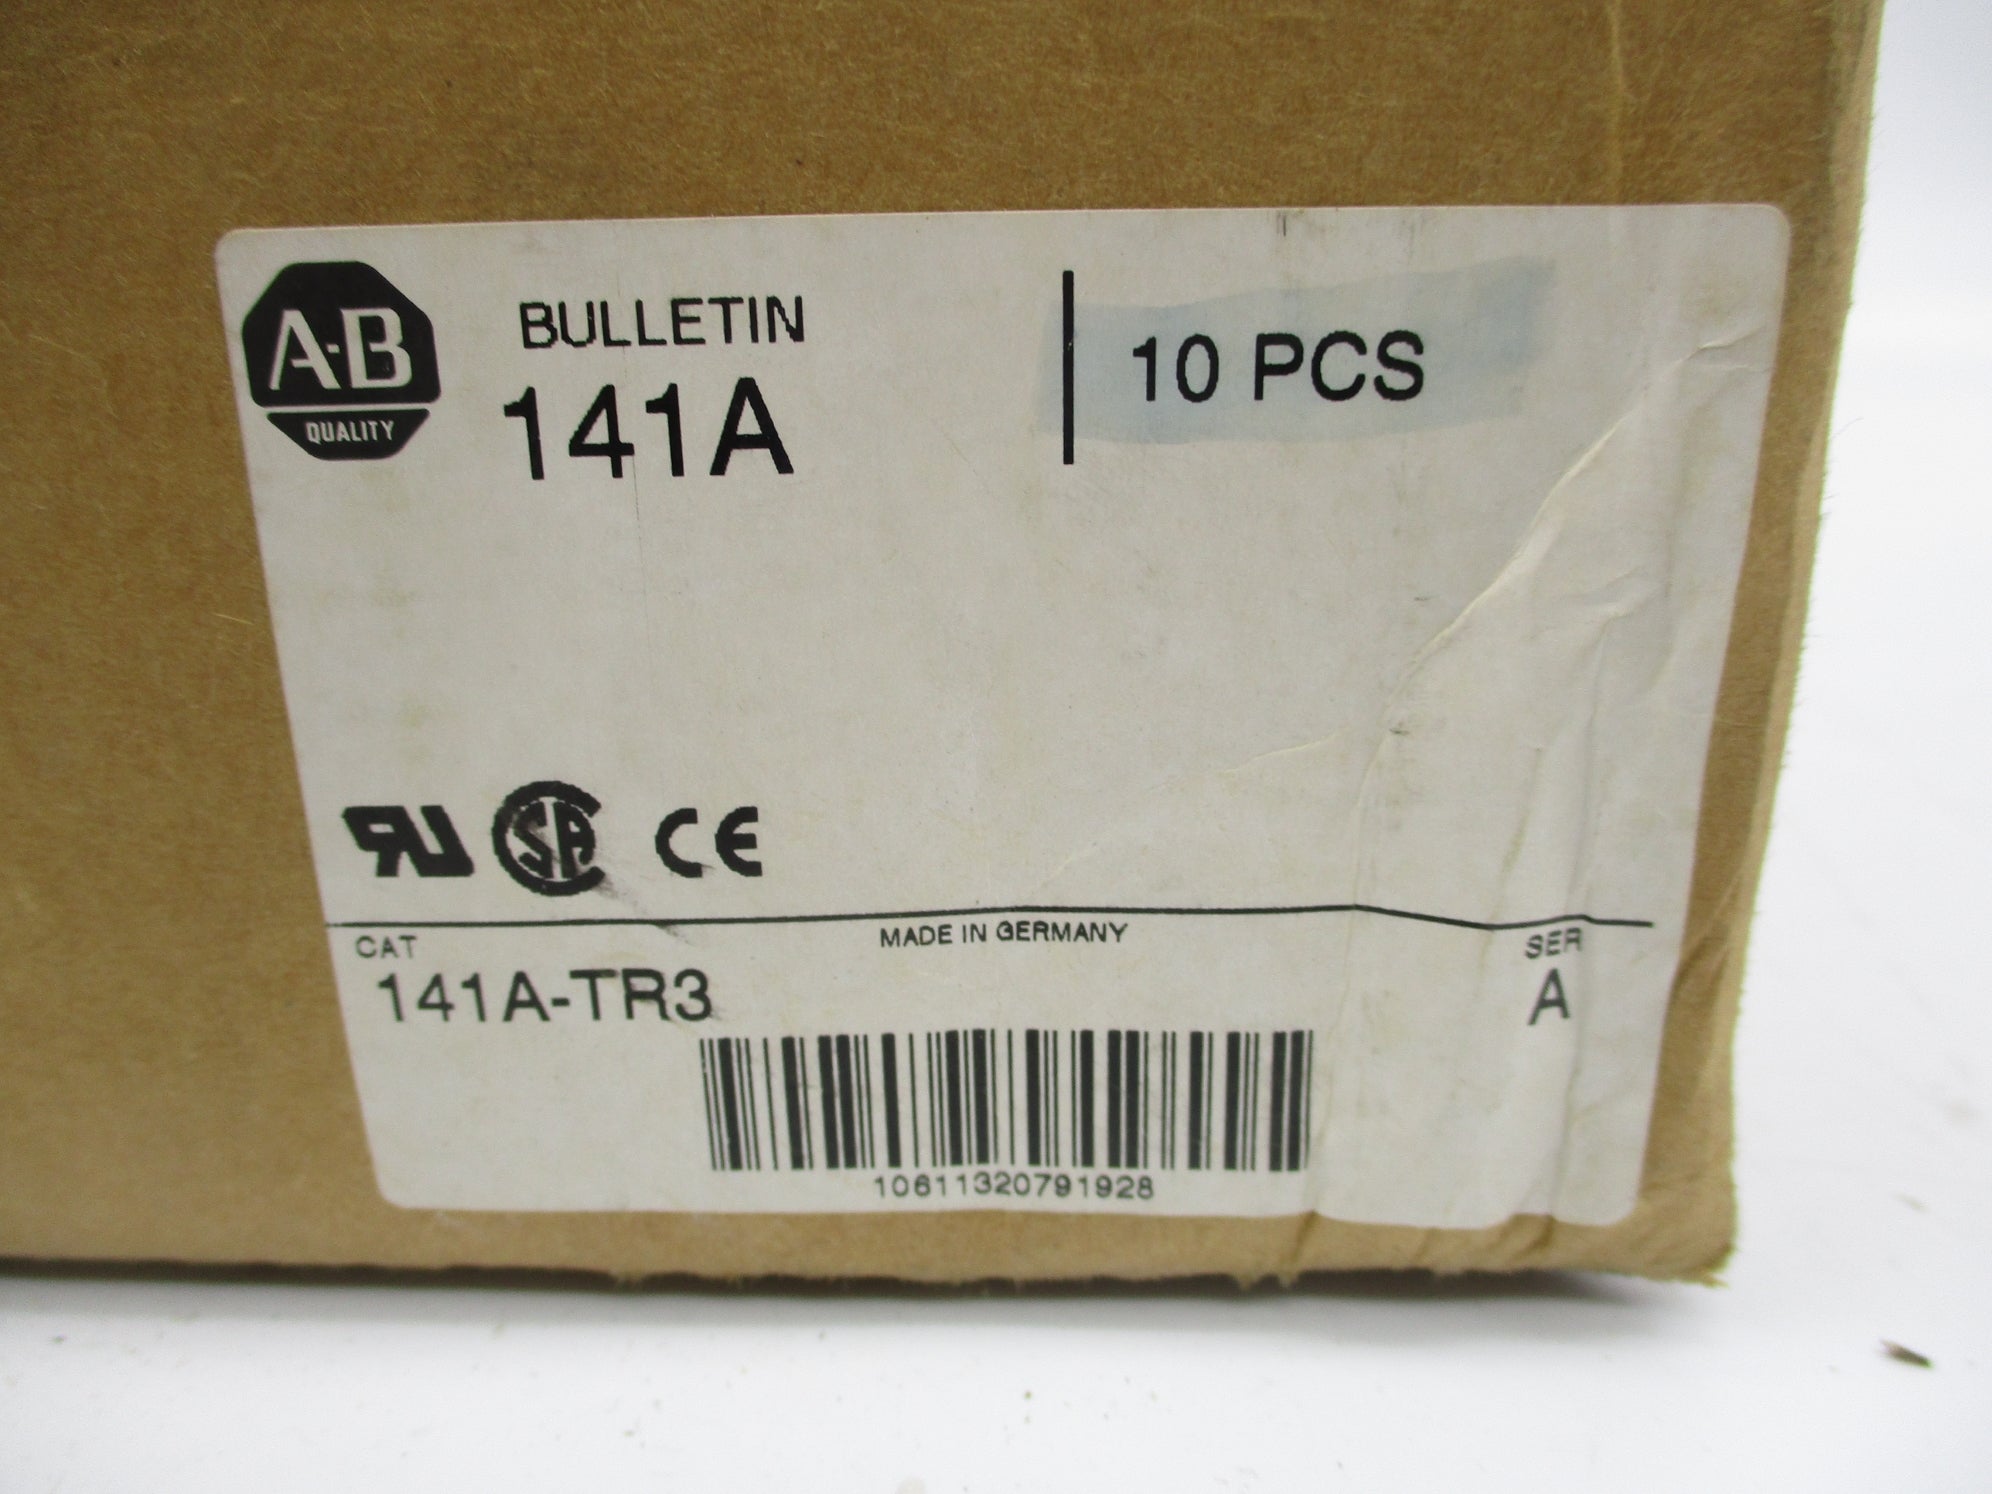 A-B
QUALITY
BULLETIN
141A
10 PCS
CE
CAT
MADE IN GERMANY
SER
141A-TR3
A
10611320791928